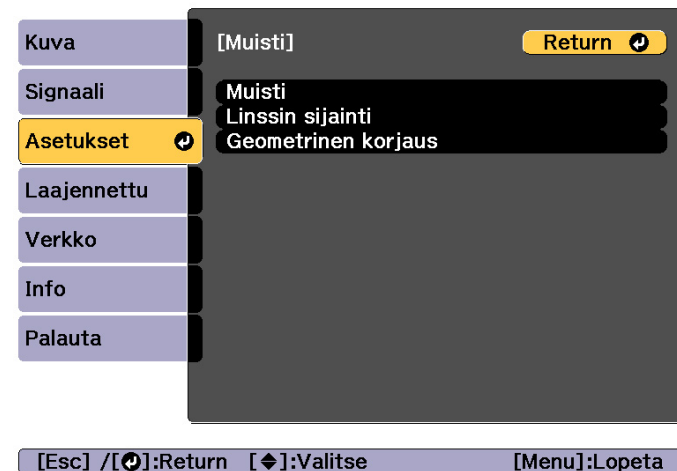 Kuva
Signaali
Asetukset
Laajennettu
Verkko
Info
Palauta
[Muisti]
Return
Muisti
Linssin sijainti
Geometrinen korjaus
[Esc] /[]:Return []:Valitse [Menu]:Lopeta